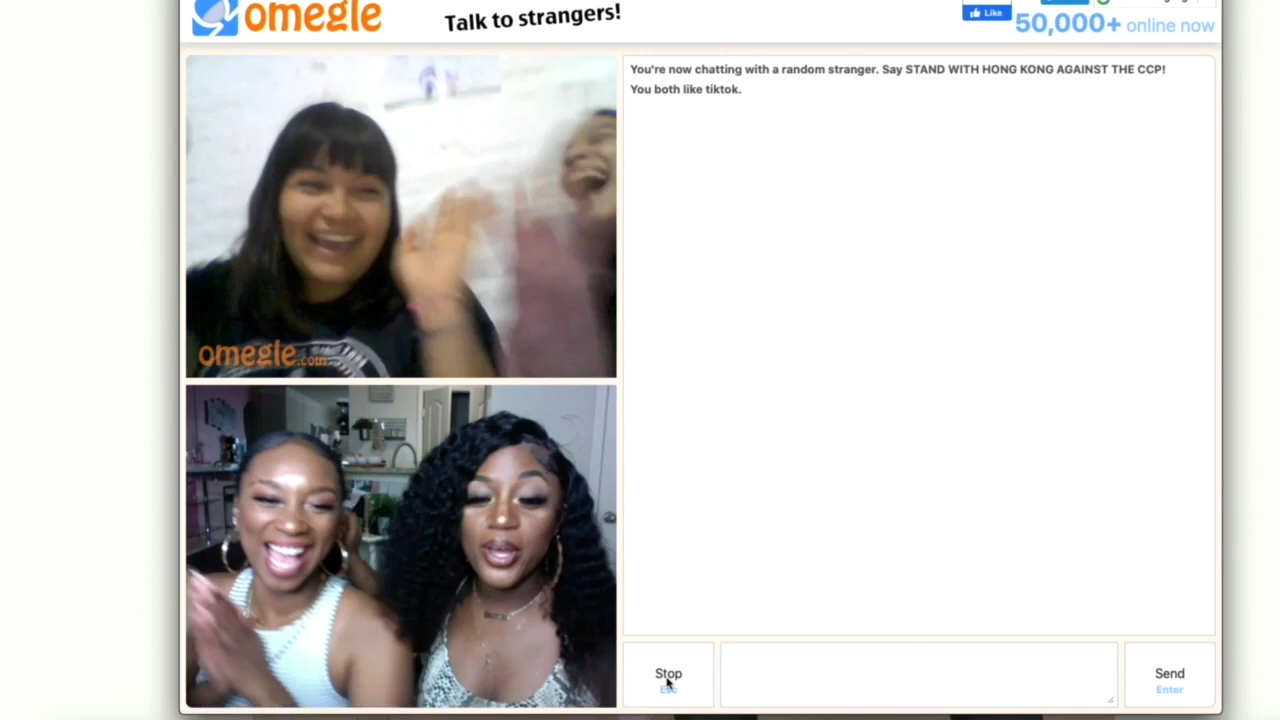 omegle
Talk to strangers!
Like
50,000+ online now
You're now chatting with a random stranger. Say STAND WITH HONG KONG AGAINST THE CCP!
You both like tiktok.
omegle.com
Stop
Esc
Send
Enter